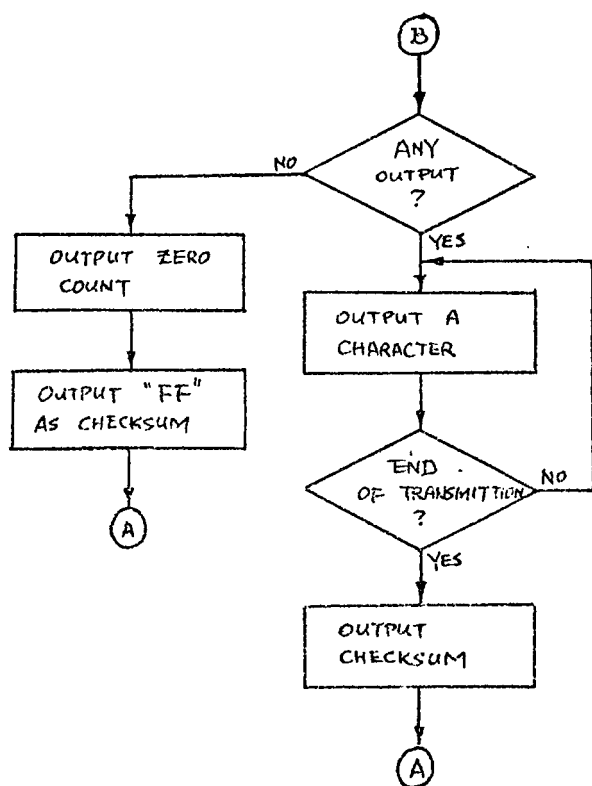 B
ANY
OUTPUT
?
NO
YES
OUTPUT ZERO
COUNT
OUTPUT A
CHARACTER
OUTPUT "FF"
AS CHECKSUM
END
OF TRANSMITTION
?
NO
A
YES
OUTPUT
CHECKSUM
A